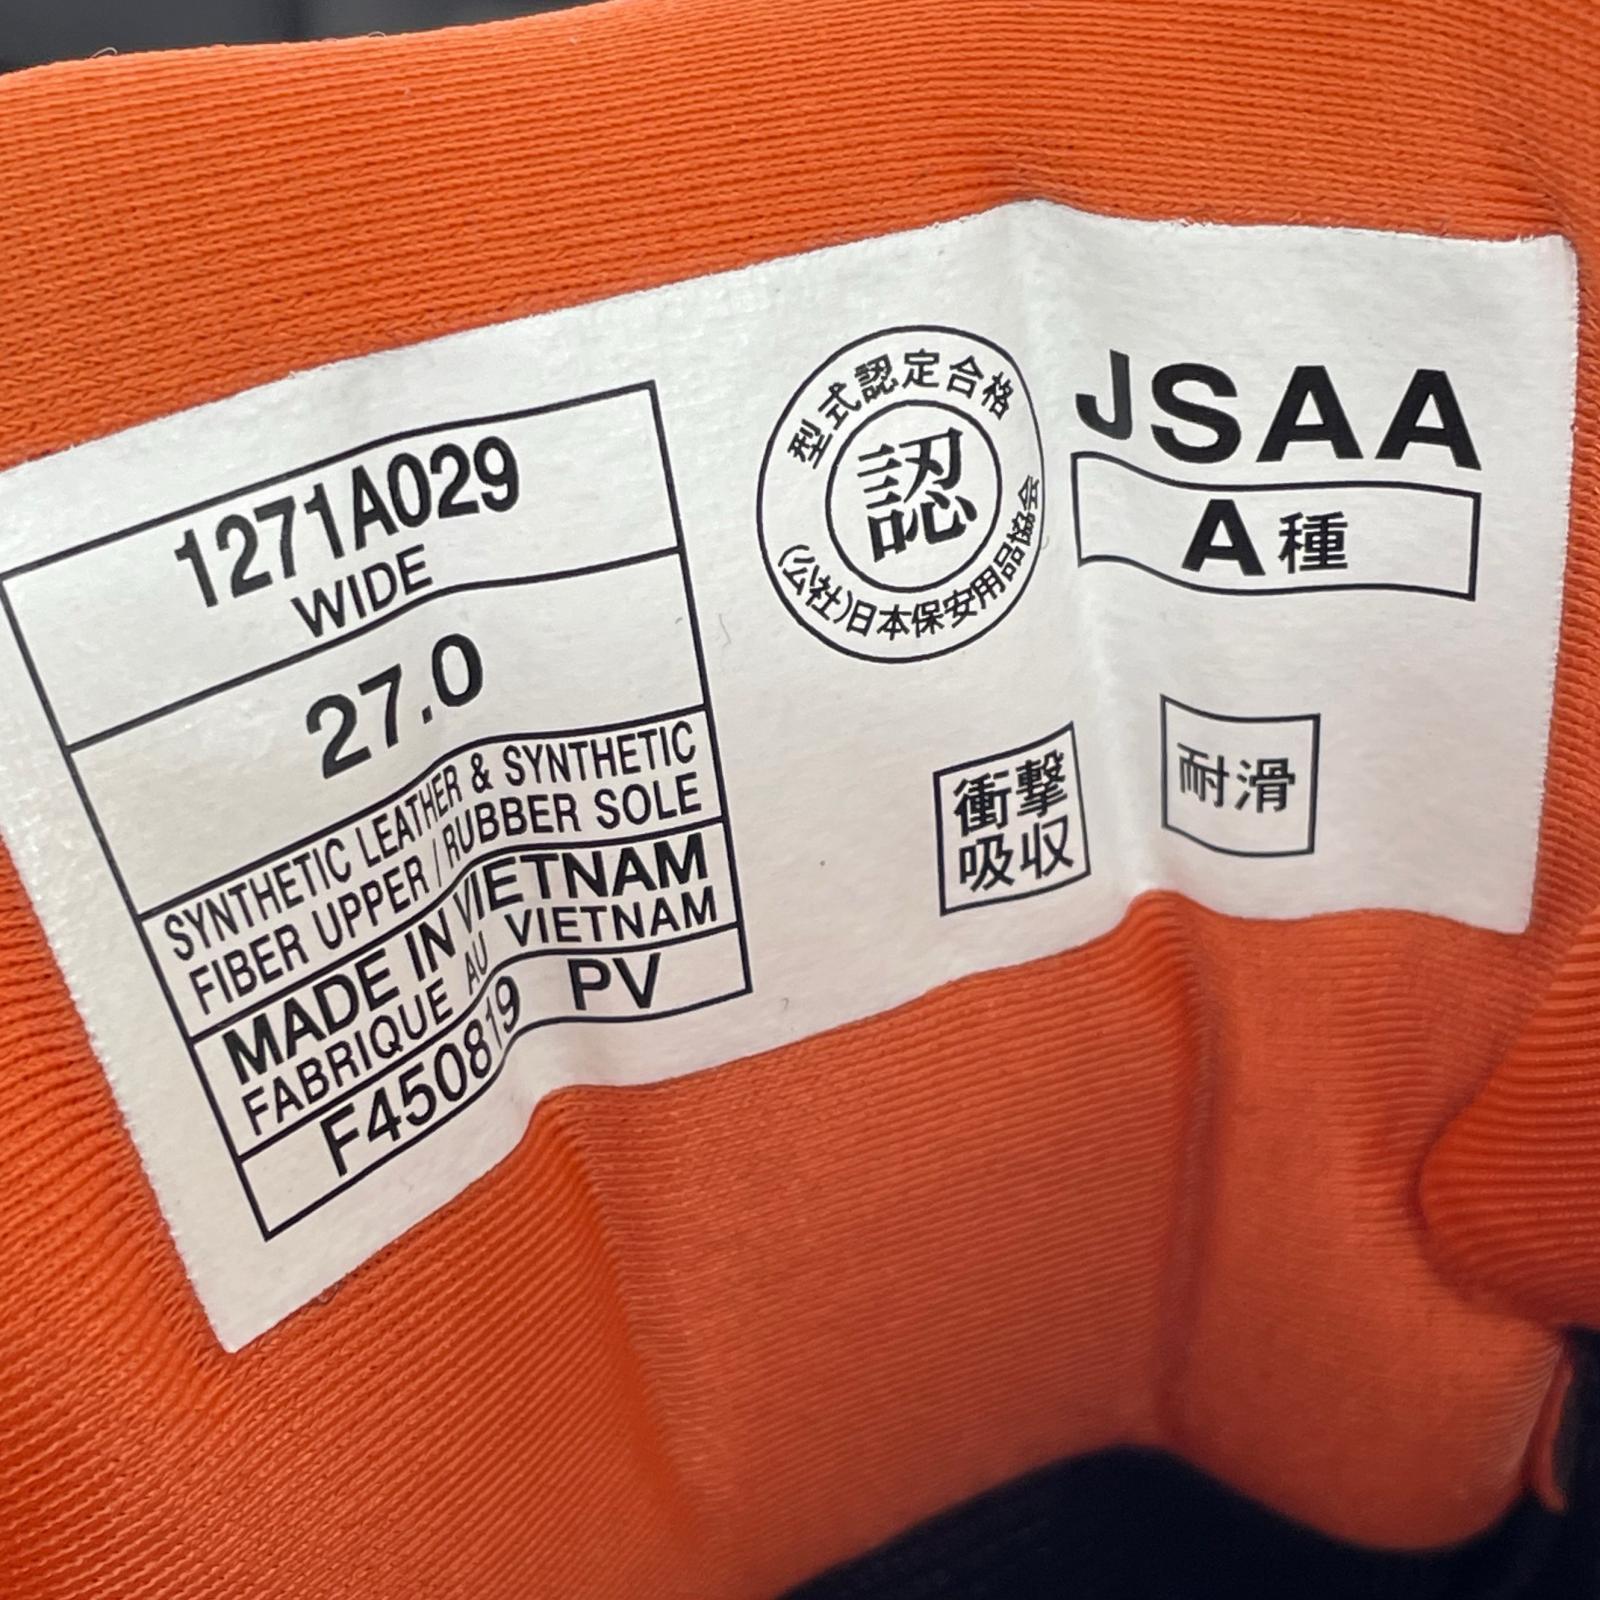 1271A029
WIDE
27.0
SYNTHETIC LEATHER & SYNTHETIC
FIBER UPPER / RUBBER SOLE
MADE IN VIETNAM
FABRIQUE AU VIETNAM
F450819 PV
型式認定合格
認
(公社)日本保安用品協会
JSAA
A種
衝撃
吸収
耐滑